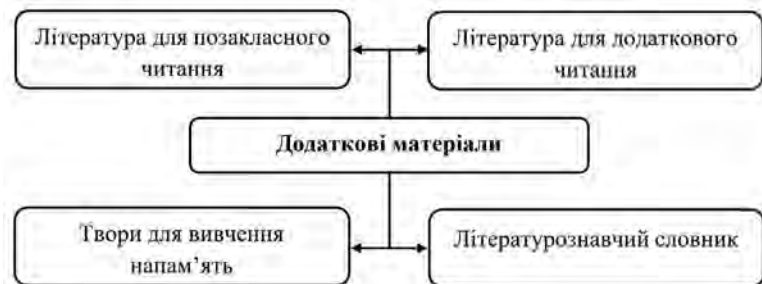 Література для позакласного
читання
Література для додаткового
читання
Додаткові матеріали
Твори для вивчення
напам’ять
Літературознавчий словник